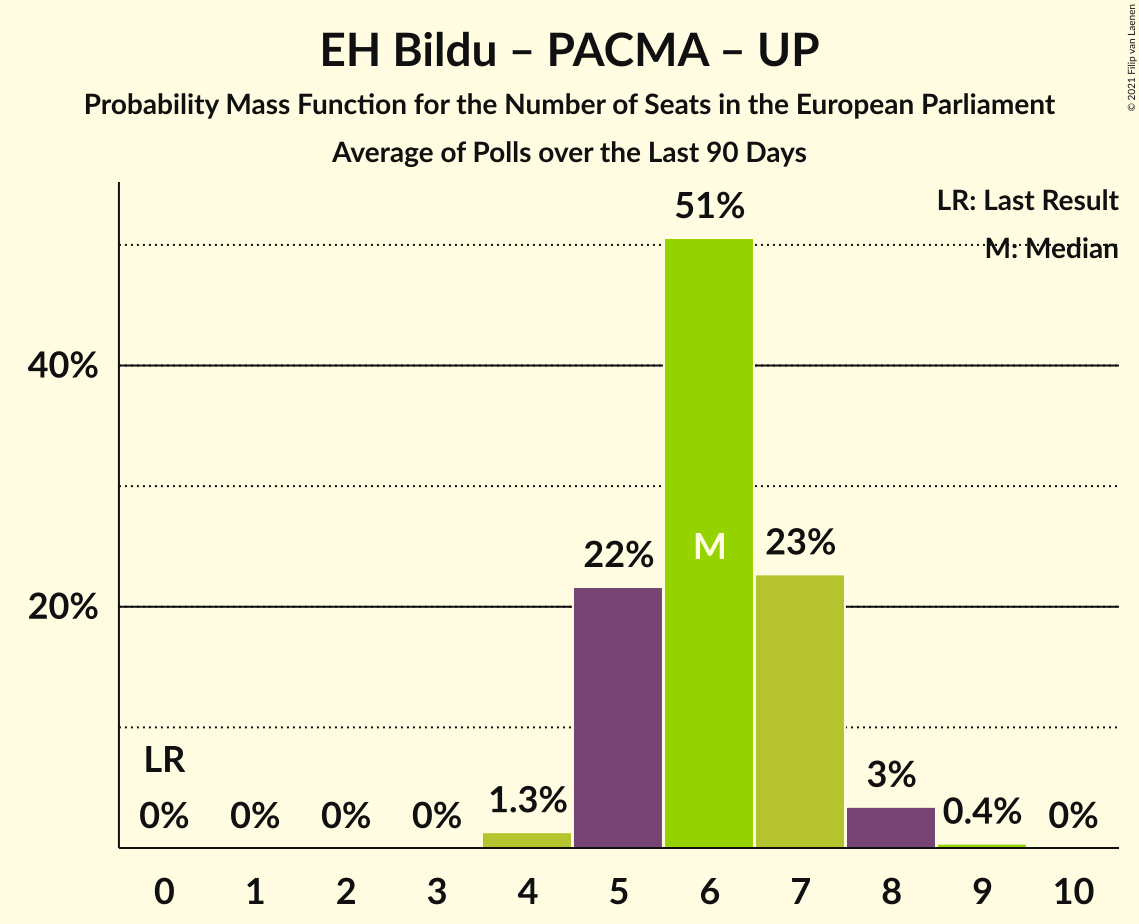 EH Bildu – PACMA – UP
Probability Mass Function for the Number of Seats in the European Parliament
Average of Polls over the Last 90 Days
© 2021 Filip van Laenen
LR: Last Result
M: Median
51%
40%
22%
M
23%
20%
LR
0%
0%
0%
0%
1.3%
3%
0.4%
0%
0 1 2 3 4 5 6 7 8 9 10